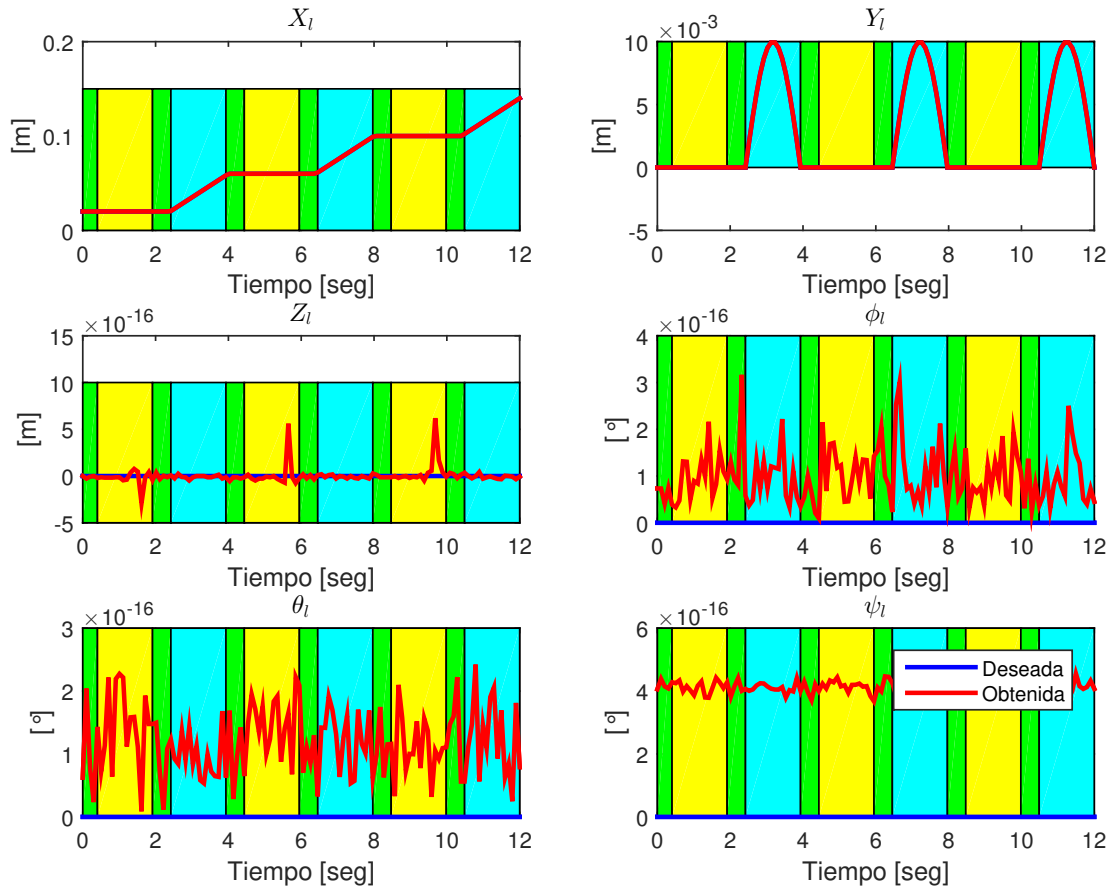 X_l
0.2
0.1
0
[m]
0 2 4 6 8 10 12
Tiempo [seg]
Y_l
×10^-3
10
5
0
-5
[m]
0 2 4 6 8 10 12
Tiempo [seg]
Z_l
×10^-16
15
10
5
0
-5
[m]
0 2 4 6 8 10 12
Tiempo [seg]
ϕ_l
×10^-16
4
3
2
1
0
[°]
0 2 4 6 8 10 12
Tiempo [seg]
θ_l
×10^-16
3
2
1
0
[°]
0 2 4 6 8 10 12
Tiempo [seg]
ψ_l
×10^-16
6
4
2
0
[°]
Deseada
Obtenida
0 2 4 6 8 10 12
Tiempo [seg]